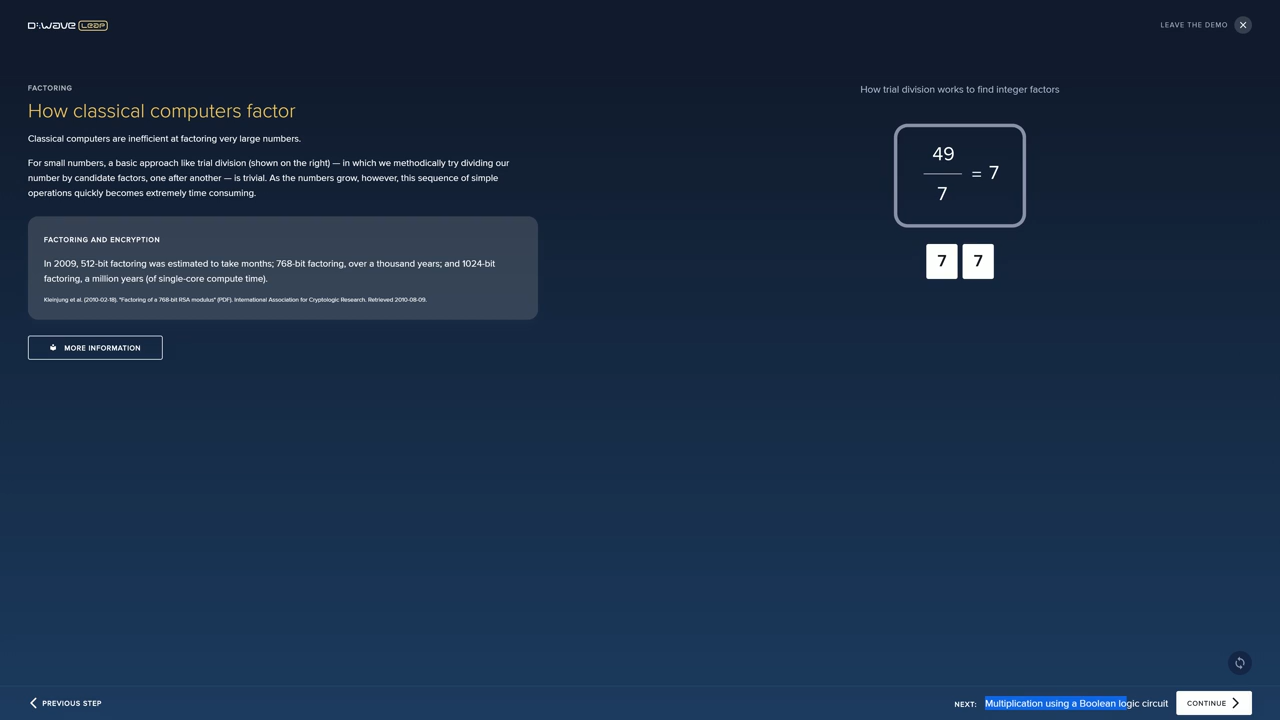 D:WAVE Leap
LEAVE THE DEMO
FACTORING
How classical computers factor
Classical computers are inefficient at factoring very large numbers.
For small numbers, a basic approach like trial division (shown on the right) — in which we methodically try dividing our
number by candidate factors, one after another — is trivial. As the numbers grow, however, this sequence of simple
operations quickly becomes extremely time consuming.
FACTORING AND ENCRYPTION
In 2009, 512-bit factoring was estimated to take months; 768-bit factoring, over a thousand years; and 1024-bit
factoring, a million years (of single-core compute time).
Kleinjung et al. (2010-02-18). "Factoring of a 768-bit RSA modulus" (PDF). International Association for Cryptologic Research. Retrieved 2010-08-09.
MORE INFORMATION
How trial division works to find integer factors
49
= 7
7
7 7
PREVIOUS STEP
NEXT: Multiplication using a Boolean logic circuit
CONTINUE